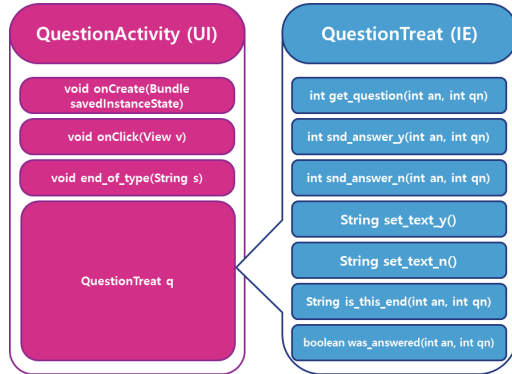 QuestionActivity (UI)
void onCreate(Bundle
savedInstanceState)
void onClick(View v)
void end_of_type(String s)
QuestionTreat q
QuestionTreat (IE)
int get_question(int an, int qn)
int snd_answer_y(int an, int qn)
int snd_answer_n(int an, int qn)
String set_text_y()
String set_text_n()
String is_this_end(int an, int qn)
boolean was_answered(int an, int qn)